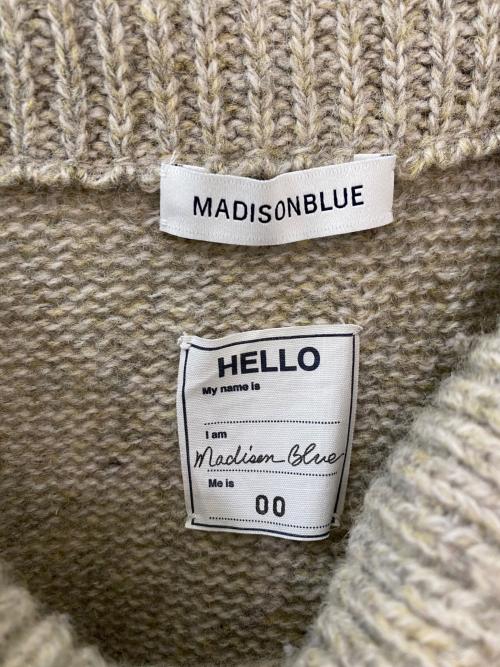 MADISONBLUE
HELLO
My name is
I am
Madison Blue
Me is
00